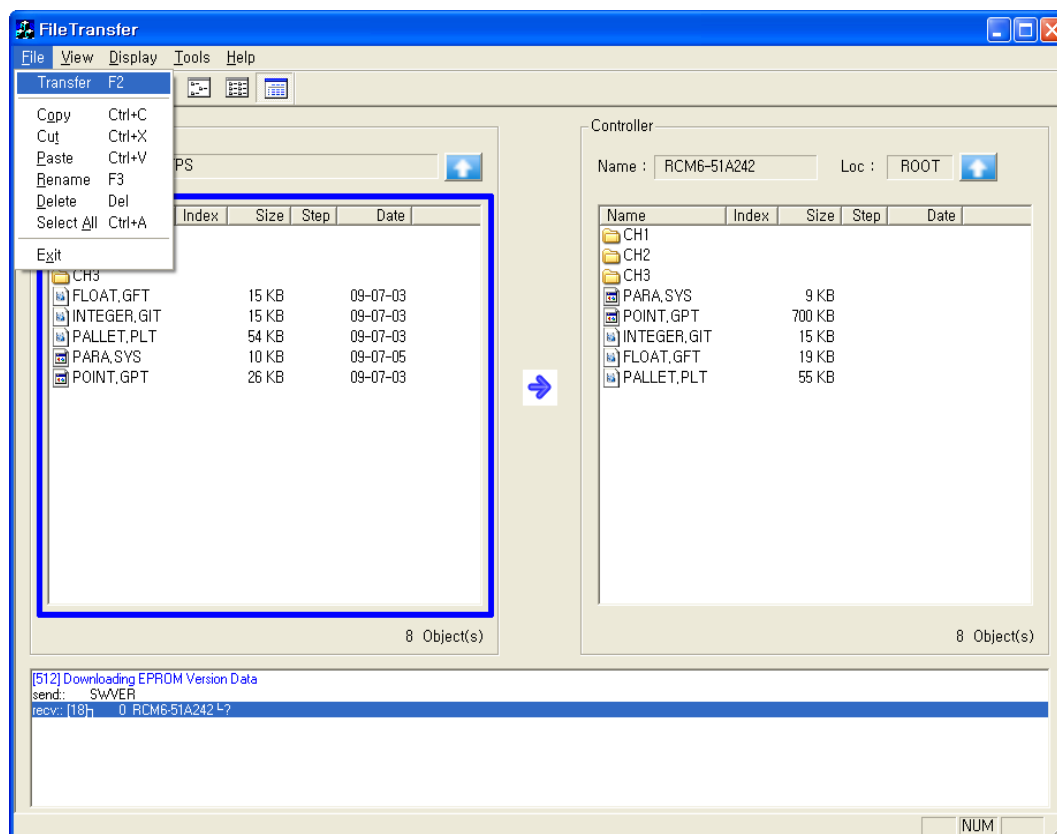 FileTransfer
File View Display Tools Help
Transfer F2
Copy Ctrl+C
Cut Ctrl+X
Paste Ctrl+V
Rename F3
Delete Del
Select All Ctrl+A
Exit
PS
Index Size Step Date
CH3
FLOAT.GFT 15 KB 09-07-03
INTEGER.GIT 15 KB 09-07-03
PALLET.PLT 54 KB 09-07-03
PARA.SYS 10 KB 09-07-05
POINT.GPT 26 KB 09-07-03
8 Object(s)
Controller
Name : RCM6-51A242 Loc : ROOT
Name Index Size Step Date
CH1
CH2
CH3
PARA.SYS 9 KB
POINT.GPT 700 KB
INTEGER.GIT 15 KB
FLOAT.GFT 19 KB
PALLET.PLT 55 KB
8 Object(s)
[512] Downloading EPROM Version Data
send:: SWVER
recv:: [18]┐ 0 RCM6-51A242└?
NUM